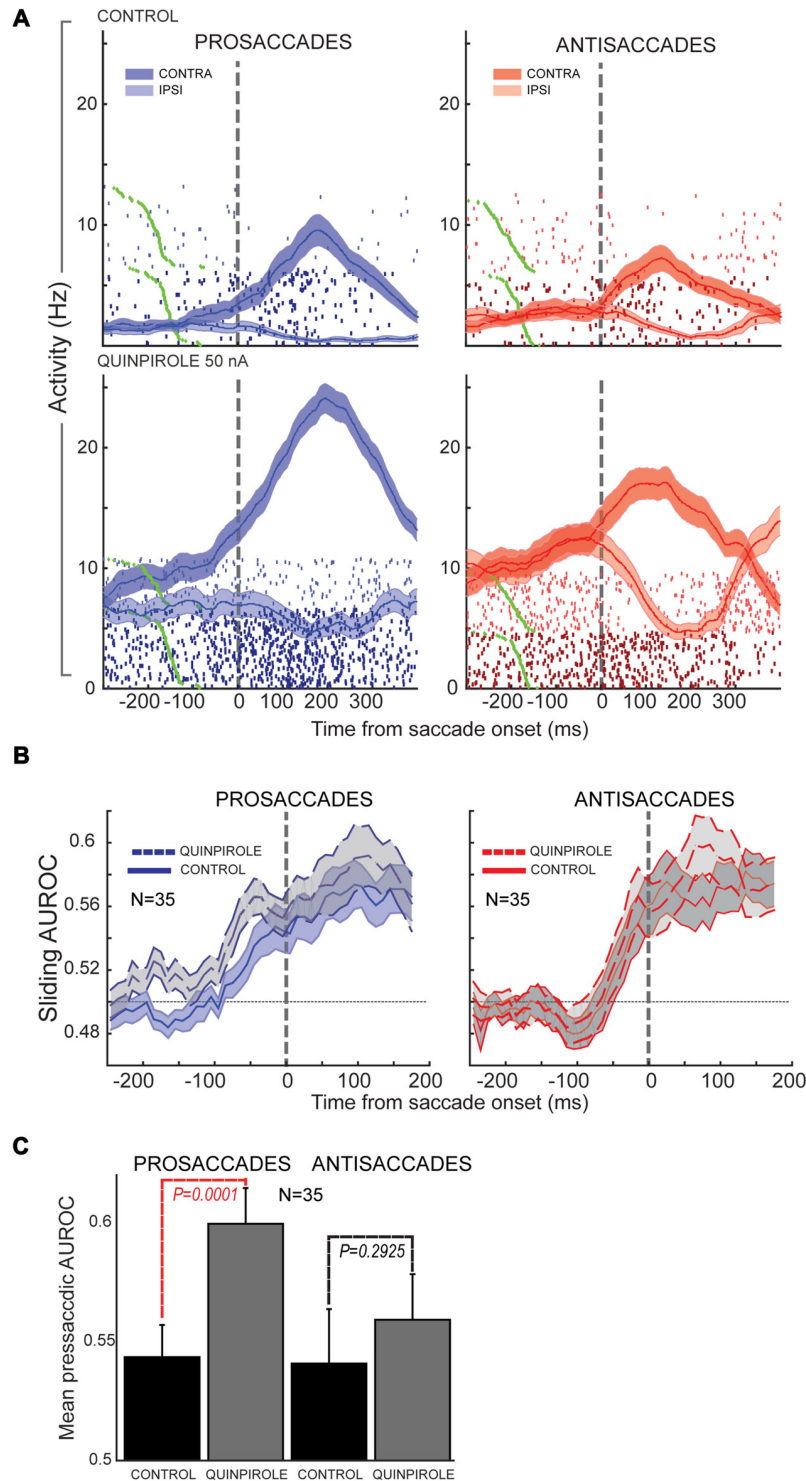 A
CONTROL
PROSACCADES
ANTISACCADES
CONTRA
IPSI
CONTRA
IPSI
20
20
10
10
Activity (Hz)
QUINPIROLE 50 nA
20
20
10
10
0
0
-200 -100 0 100 200 300
-200 -100 0 100 200 300
Time from saccade onset (ms)
B
PROSACCADES
ANTISACCADES
QUINPIROLE
CONTROL
N=35
QUINPIROLE
CONTROL
N=35
0.6
0.56
0.52
0.48
Sliding AUROC
-200 -100 0 100 200
-200 -100 0 100 200
Time from saccade onset (ms)
C
PROSACCADES ANTISACCADES
P=0.0001
N=35
P=0.2925
0.6
0.55
0.5
Mean pressaccdic AUROC
CONTROL QUINPIROLE CONTROL QUINPIROLE